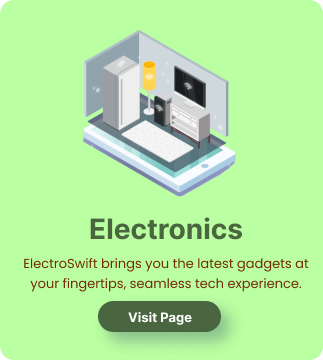 Electronics
ElectroSwift brings you the latest gadgets at
your fingertips, seamless tech experience.
Visit Page